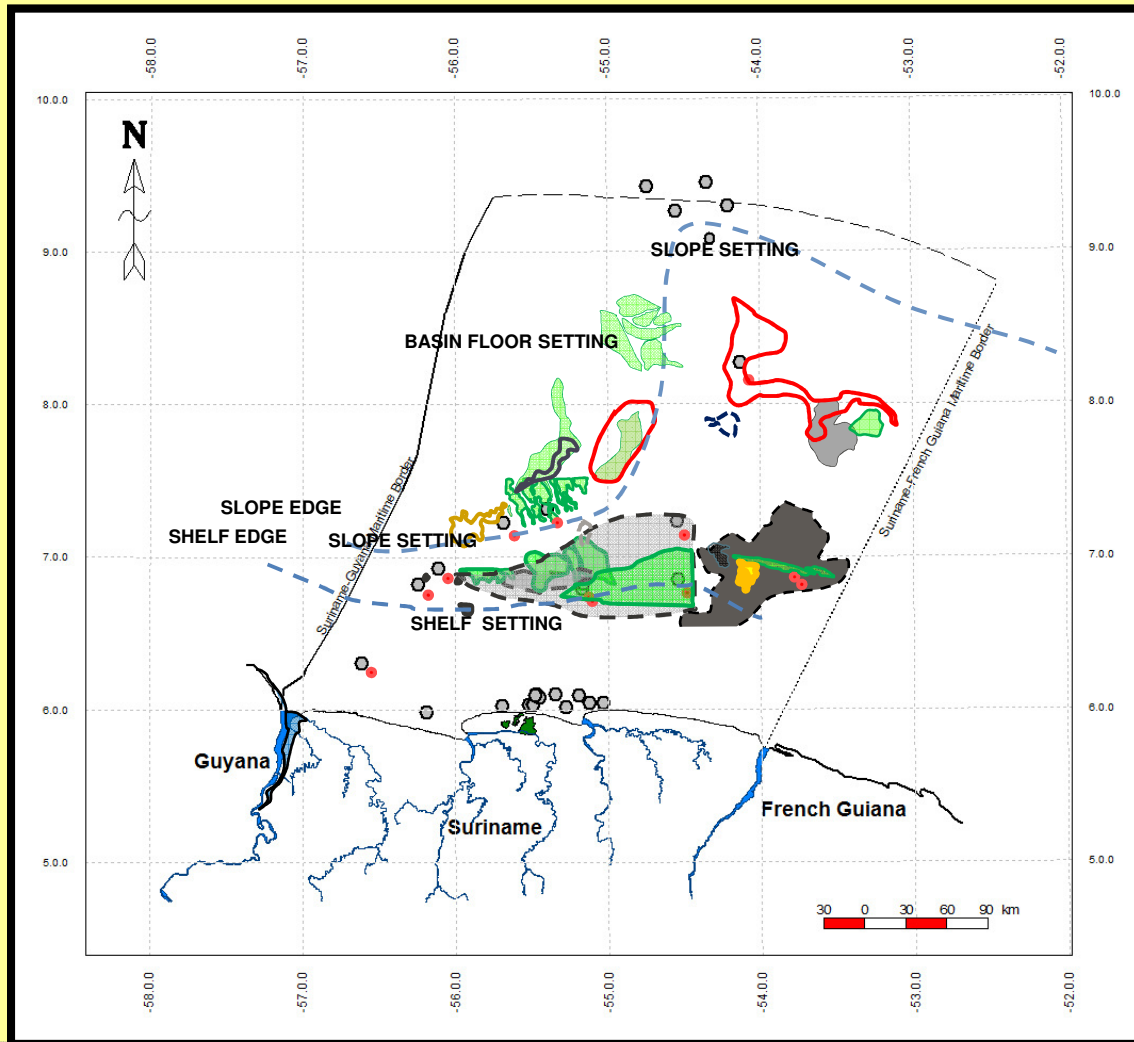 -58.0.0 -57.0.0 -56.0.0 -55.0.0 -54.0.0 -53.0.0 -52.0.0
10.0.0 10.0.0
N
9.0.0 9.0.0
SLOPE SETTING
BASIN FLOOR SETTING
8.0.0 8.0.0
Suriname-French Guiana Maritime Border
Suriname-Guyana Maritime Border
SLOPE EDGE
SHELF EDGE
SLOPE SETTING
7.0.0 7.0.0
SHELF SETTING
6.0.0 6.0.0
Guyana
Suriname
French Guiana
5.0.0 5.0.0
30 0 30 60 90 km
-58.0.0 -57.0.0 -56.0.0 -55.0.0 -54.0.0 -53.0.0 -52.0.0